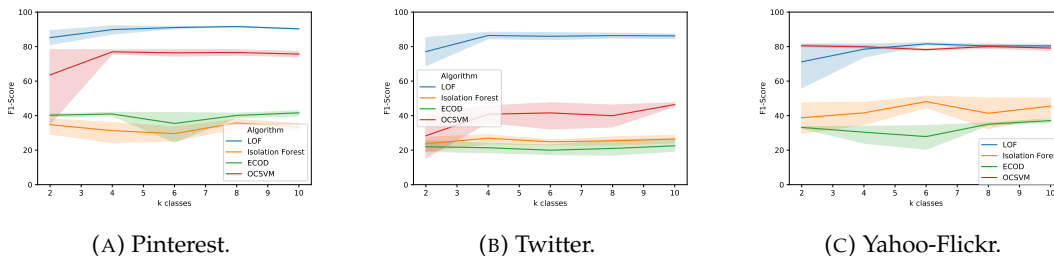 100
80
60
40
20
0
F1-Score
Algorithm
LOF
Isolation Forest
ECOD
OCSVM
2 3 4 5 6 7 8 9 10
k classes
(A) Pinterest.
100
80
60
40
20
0
F1-Score
Algorithm
LOF
Isolation Forest
ECOD
OCSVM
2 3 4 5 6 7 8 9 10
k classes
(B) Twitter.
100
80
60
40
20
0
F1-Score
Algorithm
LOF
Isolation Forest
ECOD
OCSVM
2 3 4 5 6 7 8 9 10
k classes
(C) Yahoo-Flickr.